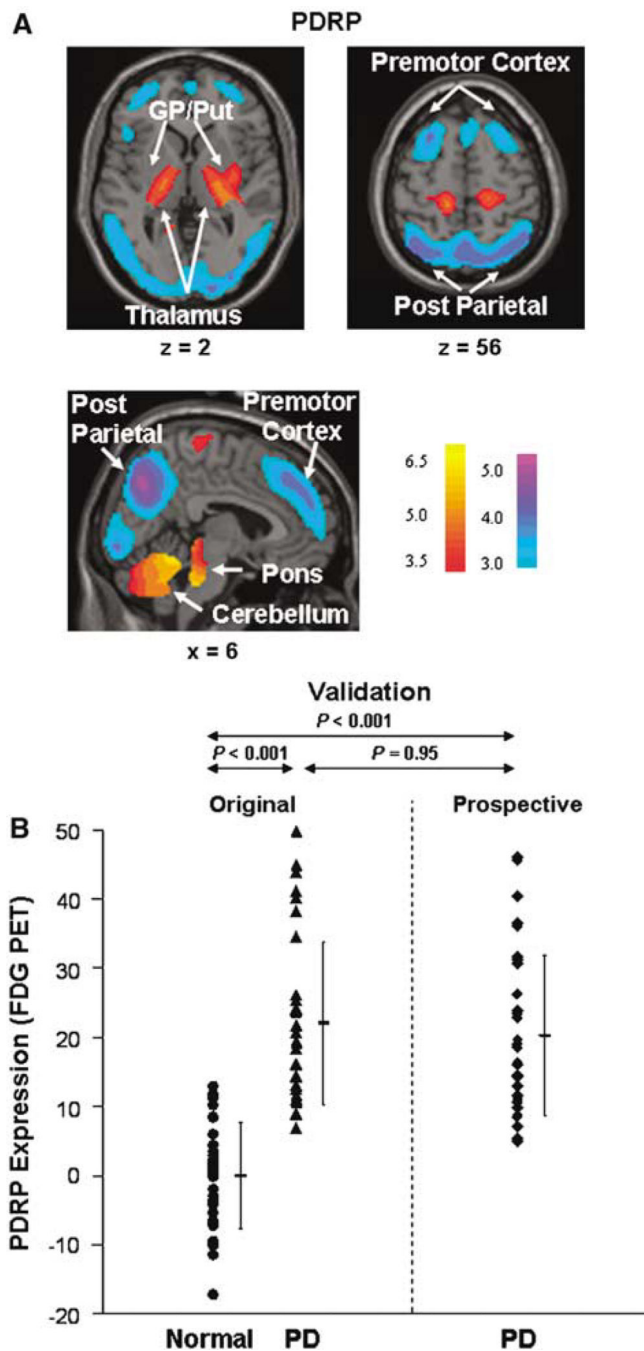 A
PDRP
GP/Put
Thalamus
z = 2
Premotor Cortex
Post Parietal
z = 56
Post
Parietal
Premotor
Cortex
Pons
Cerebellum
x = 6
6.5
5.0
3.5
5.0
4.0
3.0
Validation
P < 0.001
P < 0.001
P = 0.95
Original
Prospective
B
PDRP Expression (FDG PET)
50
40
30
20
10
0
-10
-20
Normal
PD
PD